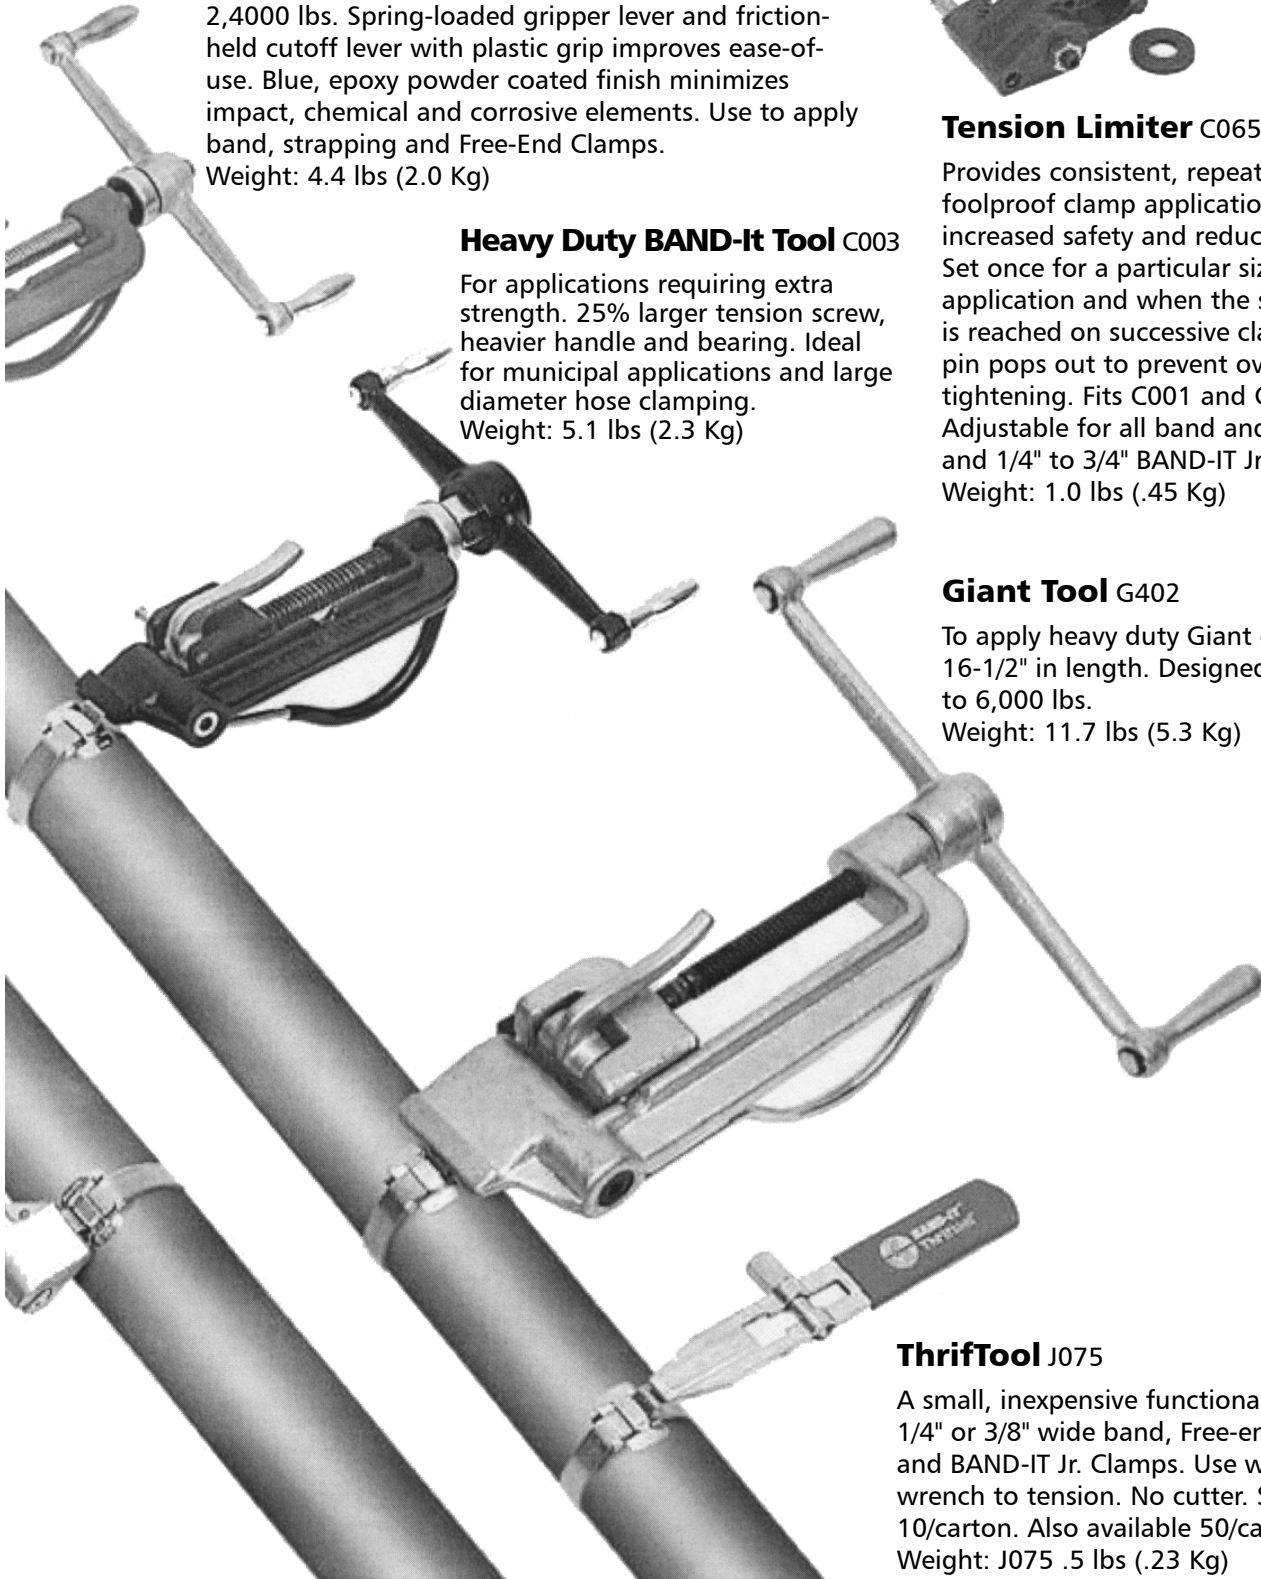 2,4000 lbs. Spring-loaded gripper lever and friction-
held cutoff lever with plastic grip improves ease-of-
use. Blue, epoxy powder coated finish minimizes
impact, chemical and corrosive elements. Use to apply
band, strapping and Free-End Clamps.
Weight: 4.4 lbs (2.0 Kg)
Heavy Duty BAND-It Tool C003
For applications requiring extra
strength. 25% larger tension screw,
heavier handle and bearing. Ideal
for municipal applications and large
diameter hose clamping.
Weight: 5.1 lbs (2.3 Kg)
Tension Limiter C065
Provides consistent, repeat
foolproof clamp applicatio
increased safety and reduc
Set once for a particular siz
application and when the s
is reached on successive cla
pin pops out to prevent ov
tightening. Fits C001 and
Adjustable for all band and
and 1/4" to 3/4" BAND-IT Jr
Weight: 1.0 lbs (.45 Kg)
Giant Tool G402
To apply heavy duty Giant
16-1/2" in length. Designed
to 6,000 lbs.
Weight: 11.7 lbs (5.3 Kg)
BAND-IT
ThrifTool J075
A small, inexpensive functiona
1/4" or 3/8" wide band, Free-en
and BAND-IT Jr. Clamps. Use w
wrench to tension. No cutter. S
10/carton. Also available 50/ca
Weight: J075 .5 lbs (.23 Kg)